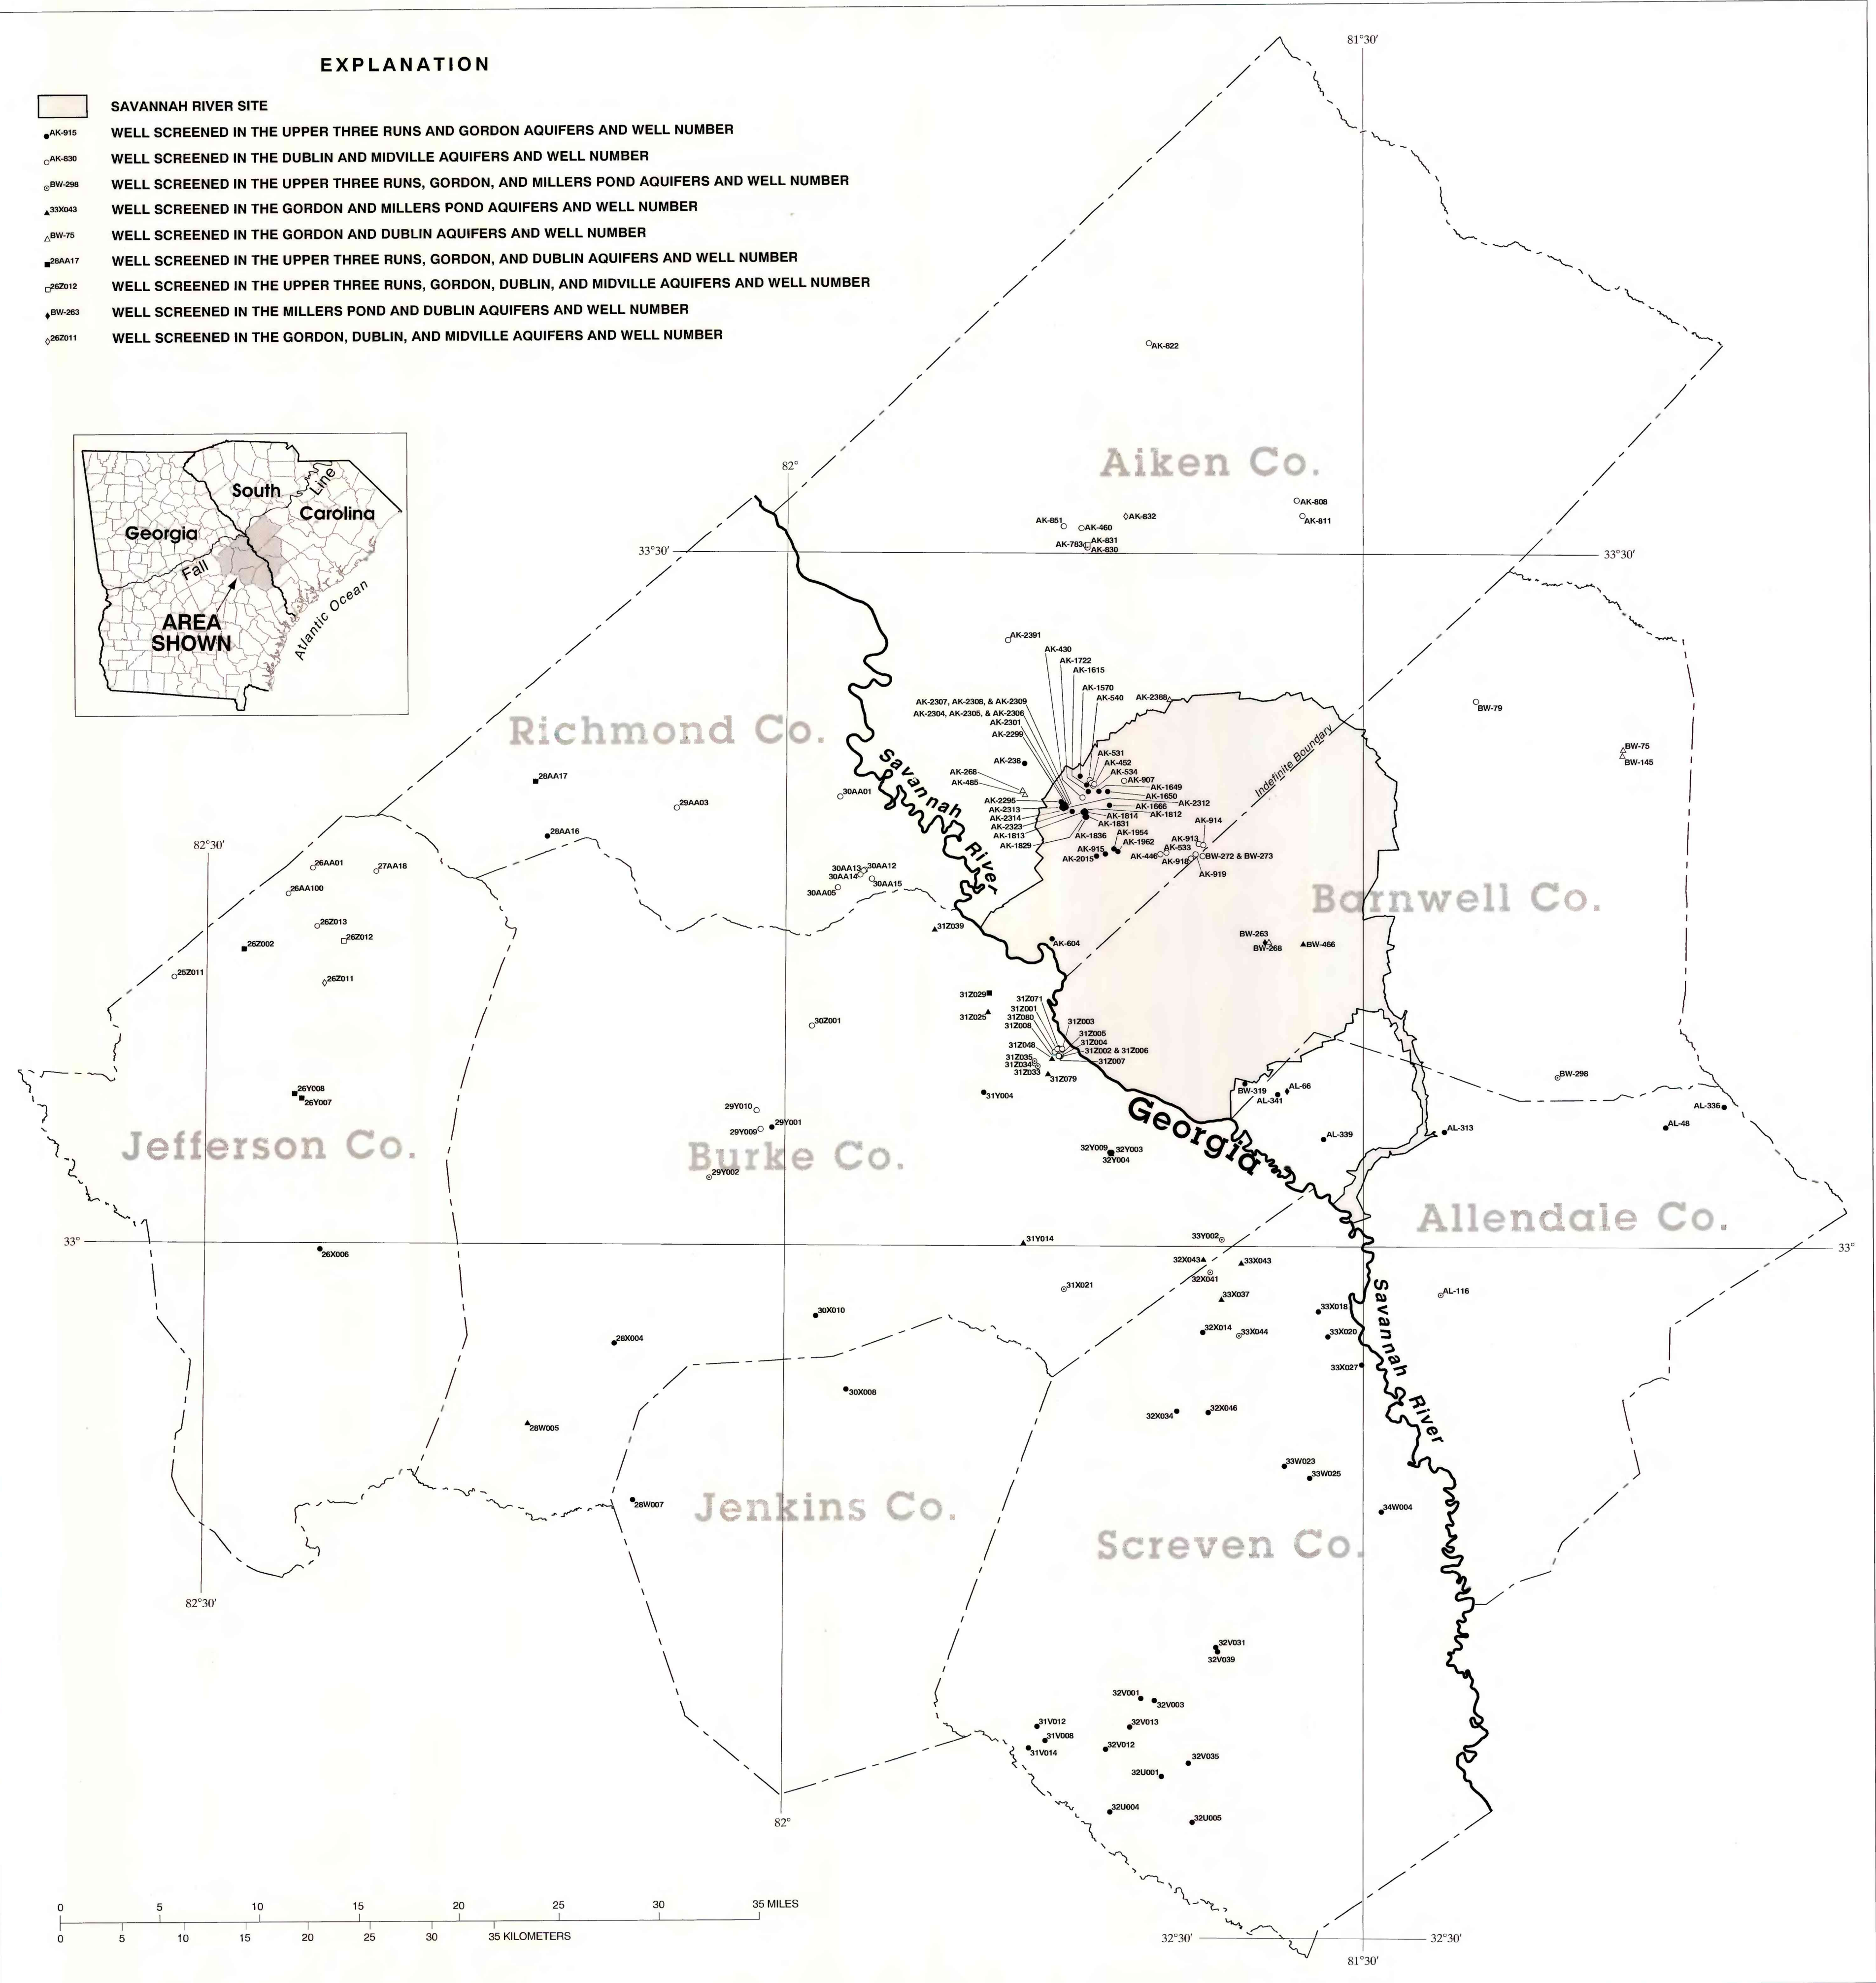 EXPLANATION
SAVANNAH RIVER SITE
AK-915 WELL SCREENED IN THE UPPER THREE RUNS AND GORDON AQUIFERS AND WELL NUMBER
AK-830 WELL SCREENED IN THE DUBLIN AND MIDVILLE AQUIFERS AND WELL NUMBER
BW-298 WELL SCREENED IN THE UPPER THREE RUNS, GORDON, AND MILLERS POND AQUIFERS AND WELL NUMBER
33X043 WELL SCREENED IN THE GORDON AND MILLERS POND AQUIFERS AND WELL NUMBER
BW-75 WELL SCREENED IN THE GORDON AND DUBLIN AQUIFERS AND WELL NUMBER
28AA17 WELL SCREENED IN THE UPPER THREE RUNS, GORDON, AND DUBLIN AQUIFERS AND WELL NUMBER
26Z012 WELL SCREENED IN THE UPPER THREE RUNS, GORDON, DUBLIN, AND MIDVILLE AQUIFERS AND WELL NUMBER
BW-263 WELL SCREENED IN THE MILLERS POND AND DUBLIN AQUIFERS AND WELL NUMBER
26Z011 WELL SCREENED IN THE GORDON, DUBLIN, AND MIDVILLE AQUIFERS AND WELL NUMBER
South
Carolina
Line
Georgia
Fall
AREA
SHOWN
Atlantic Ocean
81°30'
AK-822
Aiken Co.
82°
AK-808
AK-811
AK-851
AK-460
AK-832
AK-783
AK-831
AK-830
33°30'
33°30'
AK-2391
AK-430
AK-1722
AK-1615
AK-1570
AK-540
AK-2388
AK-2307, AK-2308, & AK-2309
AK-2304, AK-2305, & AK-2306
AK-2301
AK-2299
BW-79
BW-75
BW-145
Indefinite Boundary
Richmond Co.
Savannah
River
AK-238
AK-531
AK-452
AK-534
AK-907
AK-268
AK-485
AK-1649
AK-1650
AK-2295
AK-2313
AK-2314
AK-2323
AK-1813
AK-1829
AK-1666
AK-2312
AK-1814
AK-1812
AK-1831
AK-914
AK-1836
AK-1954
AK-1962
AK-913
AK-915
AK-2015
AK-446
AK-533
AK-918
BW-272 & BW-273
AK-919
28AA17
28AA16
29AA03
30AA01
30AA13
30AA12
30AA14
30AA15
30AA05
82°30'
26AA01
27AA18
26AA100
26Z013
26Z012
26Z002
25Z011
26Z011
Barnwell Co.
31Z039
AK-604
BW-263
BW-268
BW-466
31Z029
31Z025
31Z071
31Z001
31Z080
31Z008
31Z003
31Z005
31Z004
31Z002 & 31Z006
31Z007
31Z048
31Z035
31Z034
31Z033
31Z079
30Z001
26Y008
26Y007
Jefferson Co.
29Y010
29Y009
29Y001
29Y002
Burke Co.
31Y004
32Y009
32Y003
32Y004
Georgia
BW-319
AL-66
AL-341
AL-339
AL-313
BW-298
AL-336
AL-48
Allendale Co.
33°
33°
26X006
31Y014
33Y002
32X043
33X043
32X041
31X021
33X037
AL-116
30X010
32X014
33X044
33X018
33X020
28X004
33X027
30X008
32X034
32X046
Savannah
River
28W005
33W023
33W025
34W004
28W007
Jenkins Co.
Screven Co.
82°30'
32V031
32V039
32V001
32V003
31V012
32V013
31V008
31V014
32V012
32V035
32U001
32U004
32U005
82°
0 5 10 15 20 25 30 35 MILES
0 5 10 15 20 25 30 35 KILOMETERS
32°30'
32°30'
81°30'